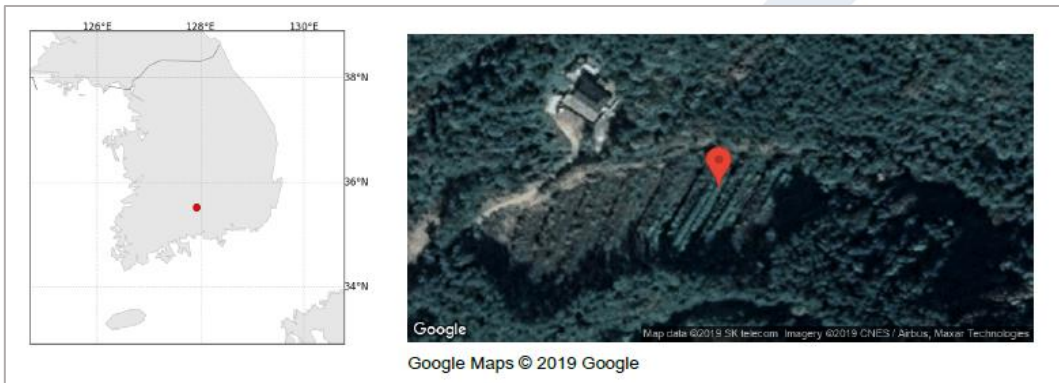 126°E 128°E 130°E
38°N
36°N
34°N
Google
Map data ©2019 SK telecom Imagery ©2019 CNES / Airbus, Maxar Technologies
Google Maps © 2019 Google